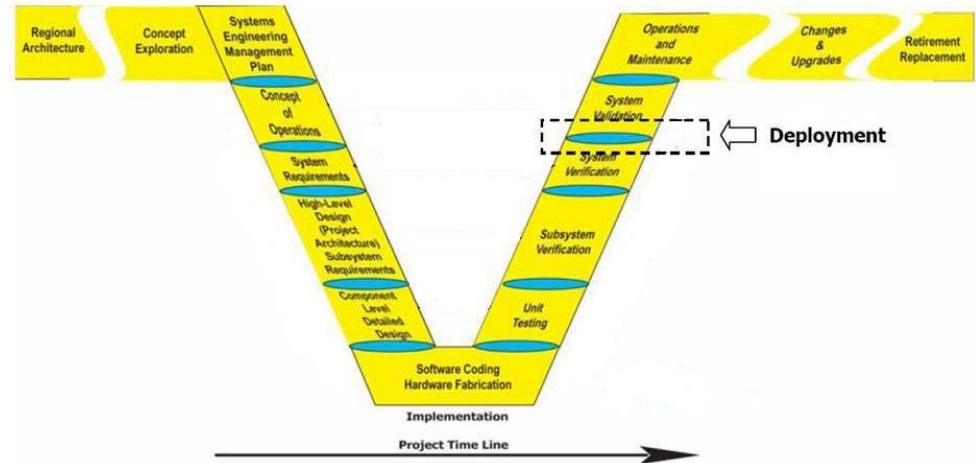 Regional
Architecture
Concept
Exploration
Systems
Engineering
Management
Plan
Concept
of
Operations
System
Requirements
High-Level
Design
(Project
Architecture)
Subsystem
Requirements
Component
Level
Detailed
Design
Software Coding
Hardware Fabrication
Unit
Testing
Subsystem
Verification
System
Verification
System
Validation
Deployment
Operations
and
Maintenance
Changes
&
Upgrades
Retirement
Replacement
Implementation
Project Time Line